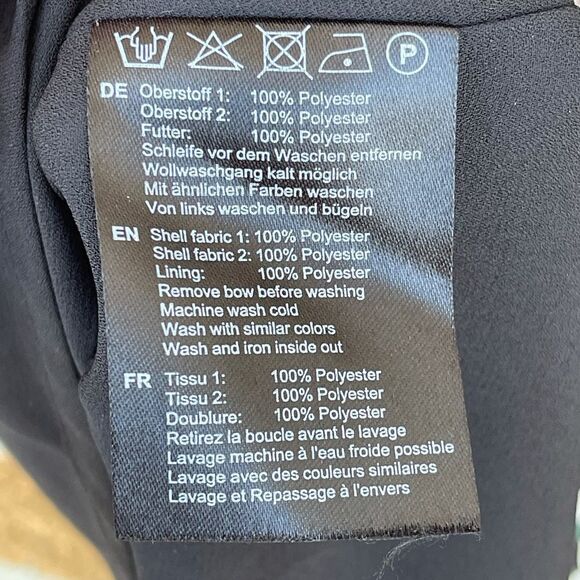 P
DE Oberstoff 1: 100% Polyester
Oberstoff 2: 100% Polyester
Futter: 100% Polyester
Schleife vor dem Waschen entfernen
Wollwaschgang kalt möglich
Mit ähnlichen Farben waschen
Von links waschen und bügeln
EN Shell fabric 1: 100% Polyester
Shell fabric 2: 100% Polyester
Lining: 100% Polyester
Remove bow before washing
Machine wash cold
Wash with similar colors
Wash and iron inside out
FR Tissu 1: 100% Polyester
Tissu 2: 100% Polyester
Doublure: 100% Polyester
Retirez la boucle avant le lavage
Lavage machine à l'eau froide possible
Lavage avec des couleurs similaires
Lavage et Repassage à l'envers